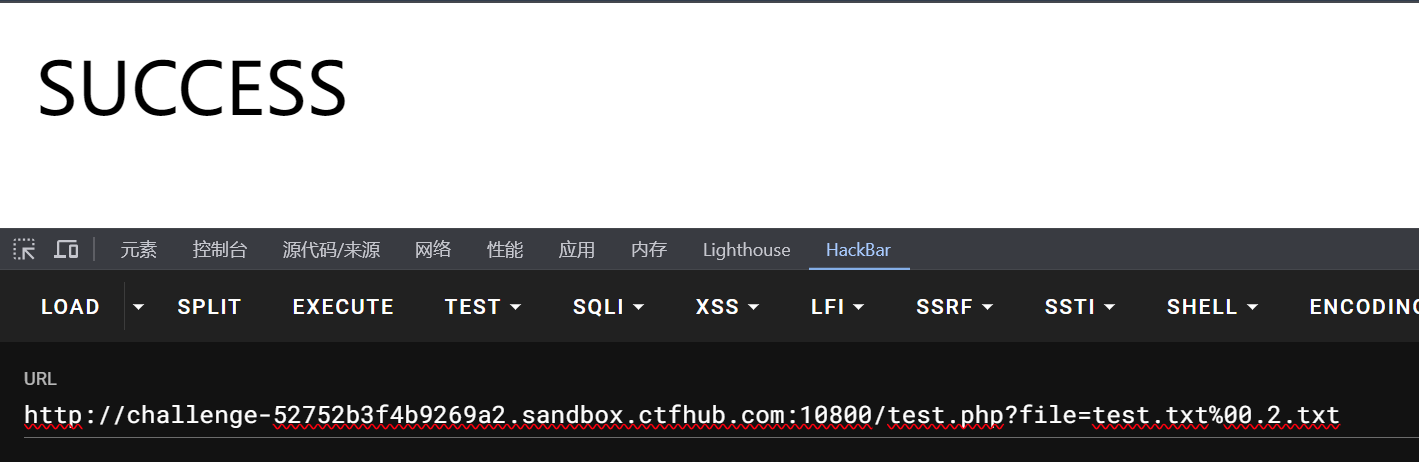 SUCCESS
元素 控制台 源代码/来源 网络 性能 应用 内存 Lighthouse HackBar
LOAD SPLIT EXECUTE TEST SQLI XSS LFI SSRF SSTI SHELL ENCODING
URL
http://challenge-52752b3f4b9269a2.sandbox.ctfhub.com:10800/test.php?file=test.txt%00.2.txt